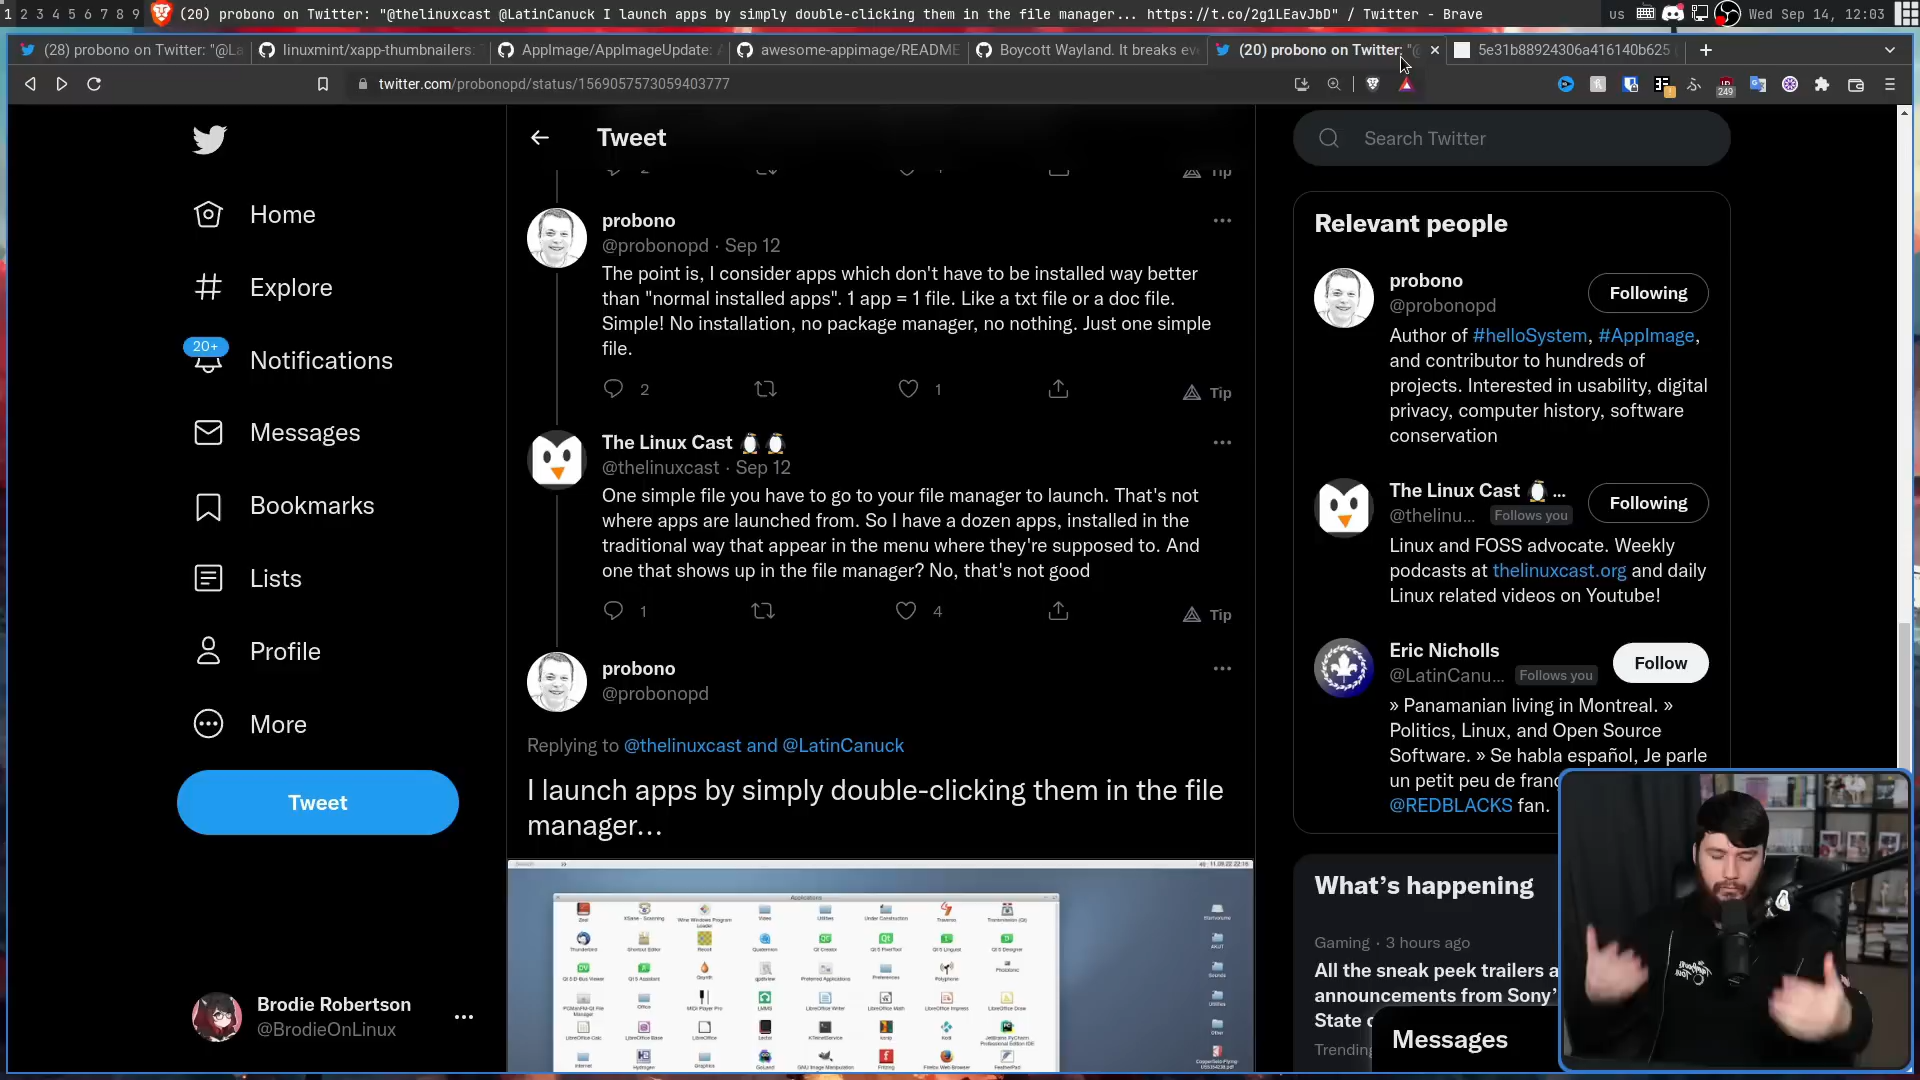 1 2 3 4 5 6 7 8 9 (20) probono on Twitter: "@thelinuxcast @LatinCanuck I launch apps by simply double-clicking them in the file manager... https://t.co/2g1LEavJbD" / Twitter - Brave us Wed Sep 14, 12:03
(28) probono on Twitter: "@La linuxmint/xapp-thumbnailers: AppImage/AppImageUpdate: awesome-appimage/README Boycott Wayland. It breaks ev (20) probono on Twitter: "@ 5e31b88924306a416140b625
twitter.com/probonopd/status/1569057573059403777
249
Home
Explore
20+
Notifications
Messages
Bookmarks
Lists
Profile
More
Tweet
Brodie Robertson
@BrodieOnLinux
Tweet
Tip
probono
@probonopd · Sep 12
The point is, I consider apps which don't have to be installed way better
than "normal installed apps". 1 app = 1 file. Like a txt file or a doc file.
Simple! No installation, no package manager, no nothing. Just one simple
file.
2 1 Tip
The Linux Cast
@thelinuxcast · Sep 12
One simple file you have to go to your file manager to launch. That's not
where apps are launched from. So I have a dozen apps, installed in the
traditional way that appear in the menu where they're supposed to. And
one that shows up in the file manager? No, that's not good
1 4 Tip
probono
@probonopd
Replying to @thelinuxcast and @LatinCanuck
I launch apps by simply double-clicking them in the file
manager...
Applications
Search Twitter
Relevant people
probono
@probonopd
Following
Author of #helloSystem, #AppImage,
and contributor to hundreds of
projects. Interested in usability, digital
privacy, computer history, software
conservation
The Linux Cast ...
@thelinu... Follows you
Following
Linux and FOSS advocate. Weekly
podcasts at thelinuxcast.org and daily
Linux related videos on Youtube!
Eric Nicholls
@LatinCanu... Follows you
Follow
» Panamanian living in Montreal. »
Politics, Linux, and Open Source
Software. » Se habla español, Je parle
un petit peu de franc
@REDBLACKS fan.
What's happening
Gaming · 3 hours ago
All the sneak peek trailers a
announcements from Sony'
State
Trending
Messages